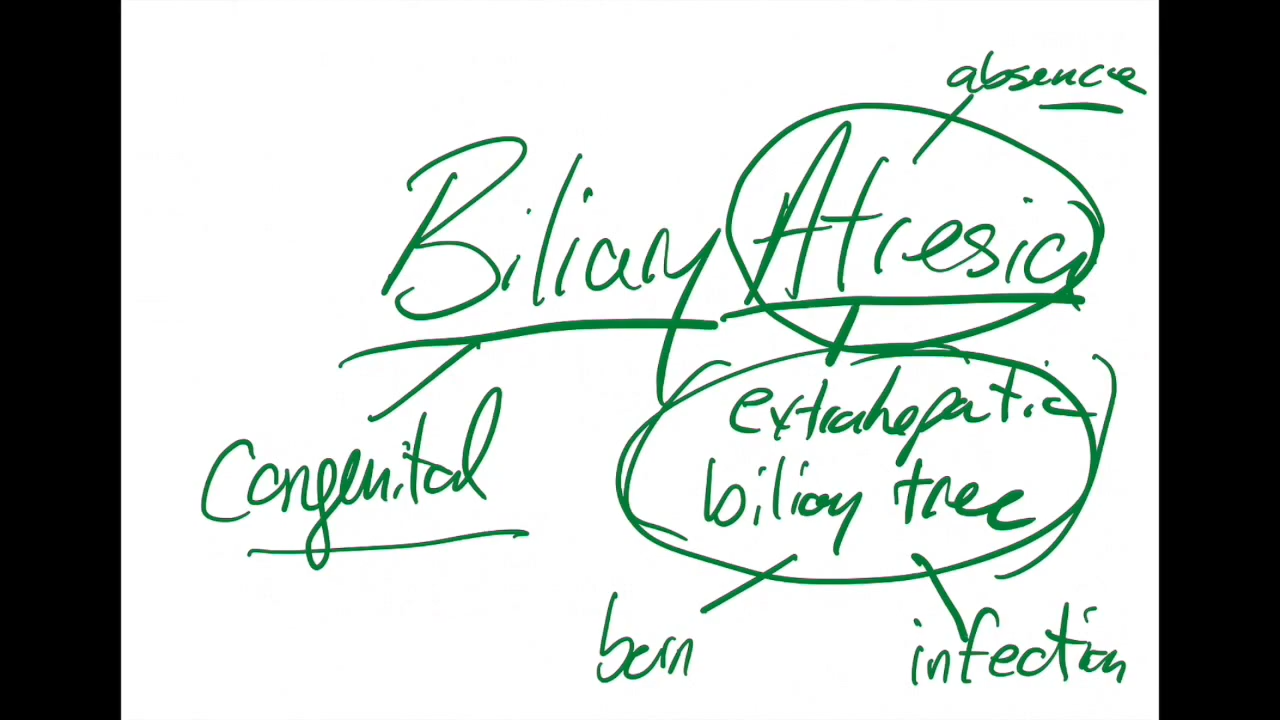 absence
Biliary Atresia
extrahepatic
Congenital
biliary tree
born
infection